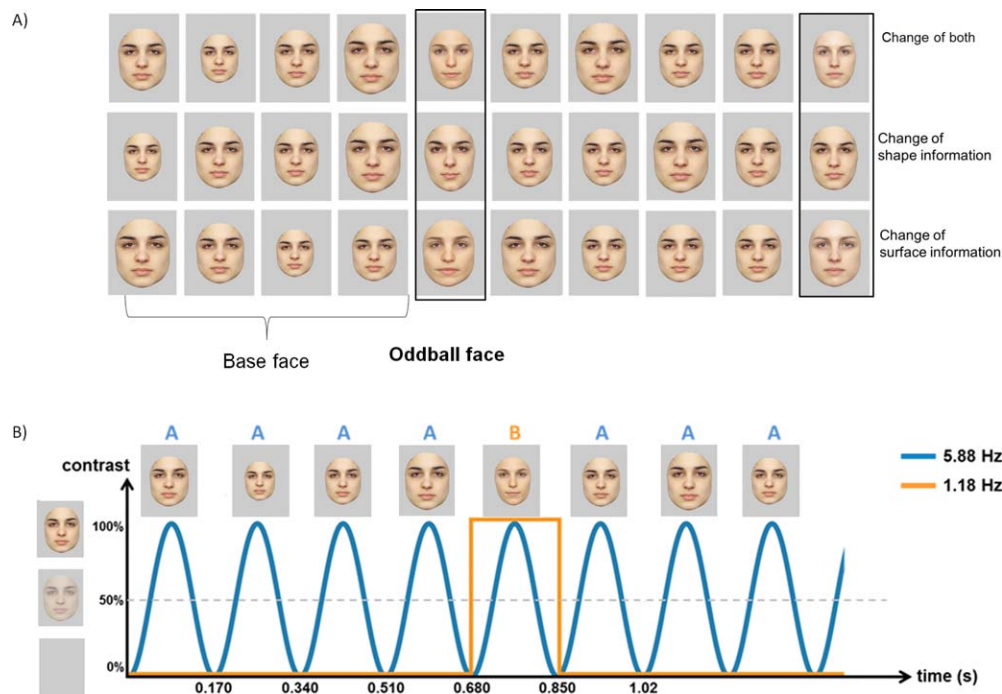 A)
Change of both
Change of
shape information
Change of
surface information
Base face
Oddball face
B)
A A A A B A A A
contrast
5.88 Hz
1.18 Hz
100%
50%
0%
time (s)
0.170 0.340 0.510 0.680 0.850 1.02